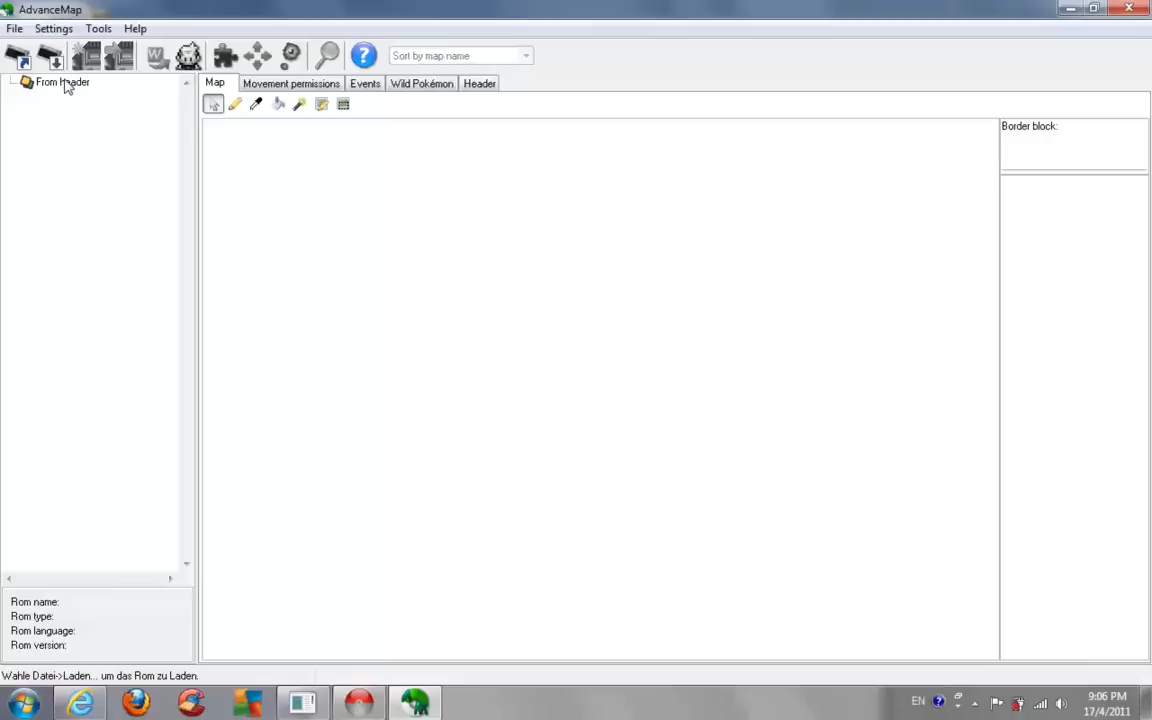 AdvanceMap
File Settings Tools Help
Sort by map name
From Header
Map Movement permissions Events Wild Pokémon Header
Border block:
Rom name:
Rom type:
Rom language:
Rom version:
Wahle Datei->Laden... um das Rom zu Laden.
EN
9:06 PM
17/4/2011